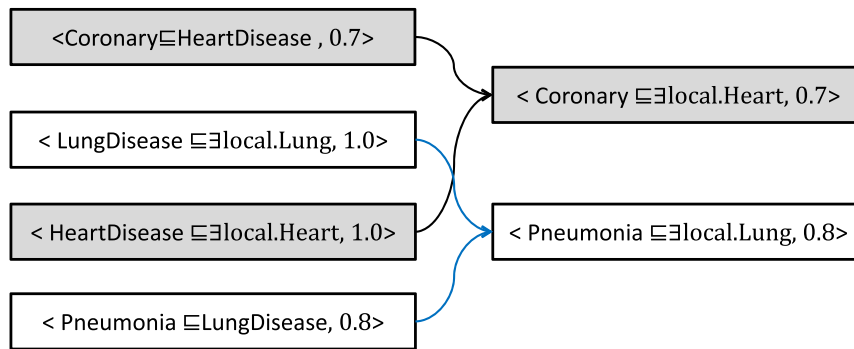 <Coronary⊑HeartDisease , 0.7>
< LungDisease ⊑∃local.Lung, 1.0>
< HeartDisease ⊑∃local.Heart, 1.0>
< Pneumonia ⊑LungDisease, 0.8>
< Coronary ⊑∃local.Heart, 0.7>
< Pneumonia ⊑∃local.Lung, 0.8>